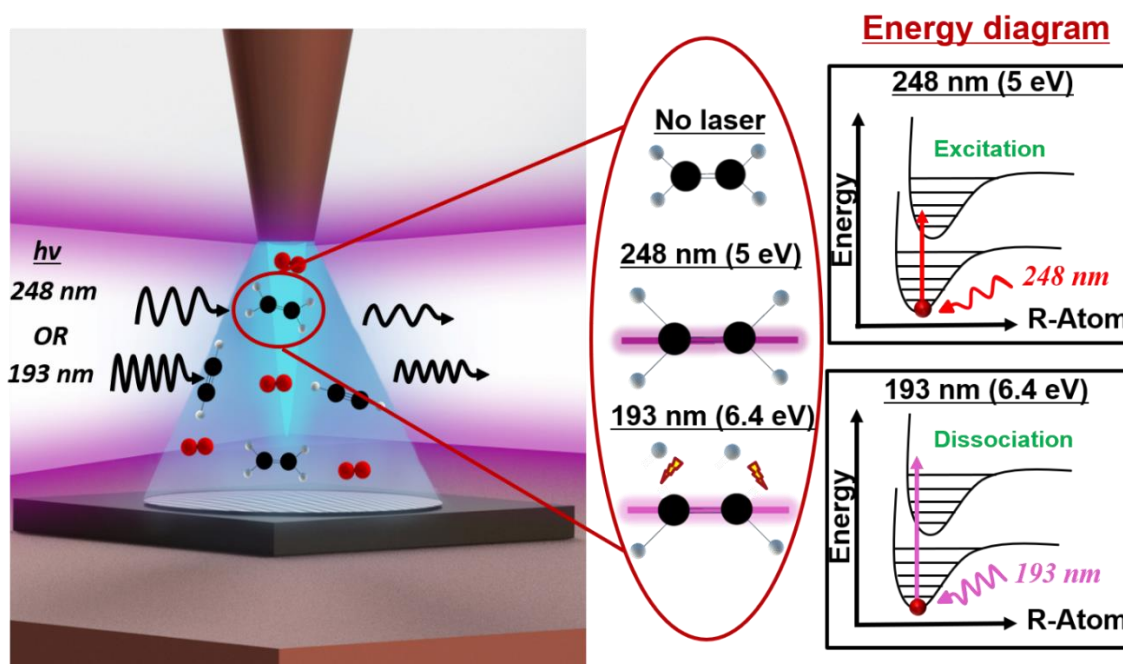 hv
248 nm
OR
193 nm
No laser
248 nm (5 eV)
193 nm (6.4 eV)
Energy diagram
248 nm (5 eV)
Excitation
Energy
248 nm
R-Atom
193 nm (6.4 eV)
Dissociation
Energy
193 nm
R-Atom